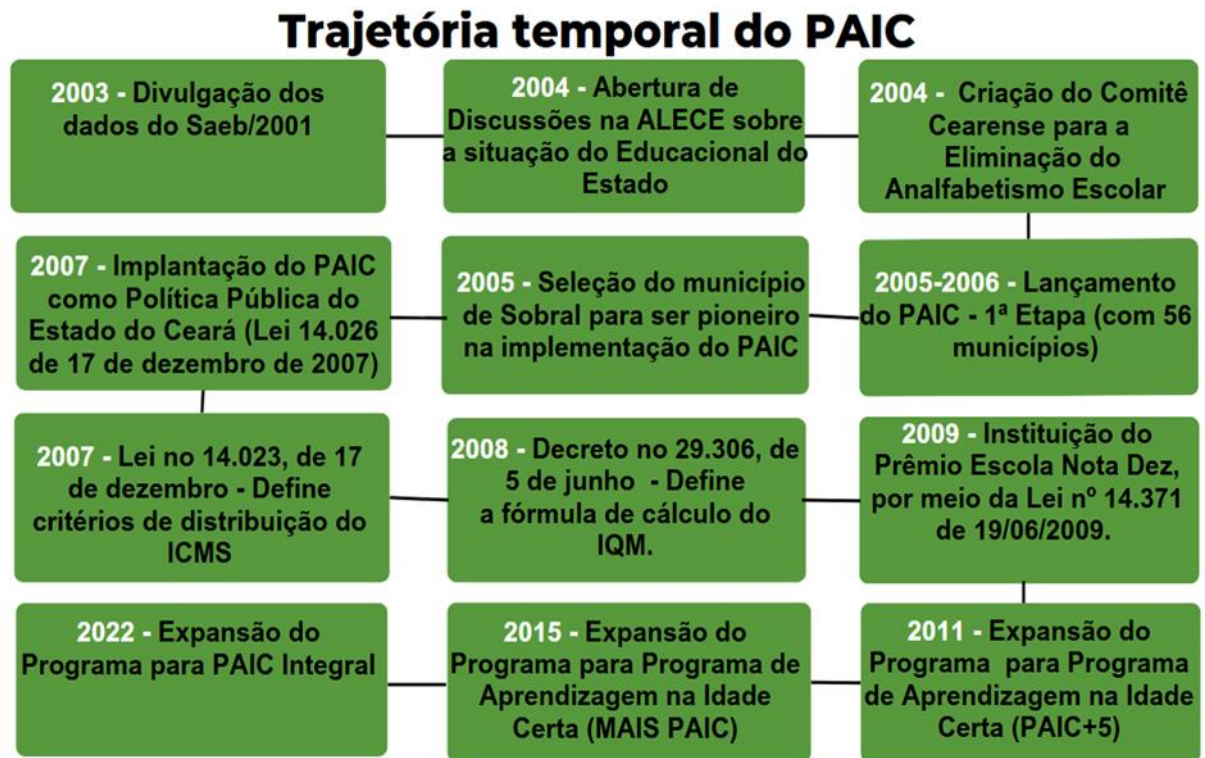 Trajetória temporal do PAIC
2003 - Divulgação dos
dados do Saeb/2001
2004 - Abertura de
Discussões na ALECE sobre
a situação do Educacional do
Estado
2004 - Criação do Comitê
Cearense para a
Eliminação do
Analfabetismo Escolar
2005-2006 - Lançamento
do PAIC - 1ª Etapa (com 56
municípios)
2005 - Seleção do município
de Sobral para ser pioneiro
na implementação do PAIC
2007 - Implantação do PAIC
como Política Pública do
Estado do Ceará (Lei 14.026
de 17 de dezembro de 2007)
2007 - Lei no 14.023, de 17
de dezembro - Define
critérios de distribuição do
ICMS
2008 - Decreto no 29.306, de
5 de junho - Define
a fórmula de cálculo do
IQM.
2009 - Instituição do
Prêmio Escola Nota Dez,
por meio da Lei nº 14.371
de 19/06/2009.
2011 - Expansão do
Programa para Programa
de Aprendizagem na Idade
Certa (PAIC+5)
2015 - Expansão do
Programa para Programa de
Aprendizagem na Idade
Certa (MAIS PAIC)
2022 - Expansão do
Programa para PAIC Integral